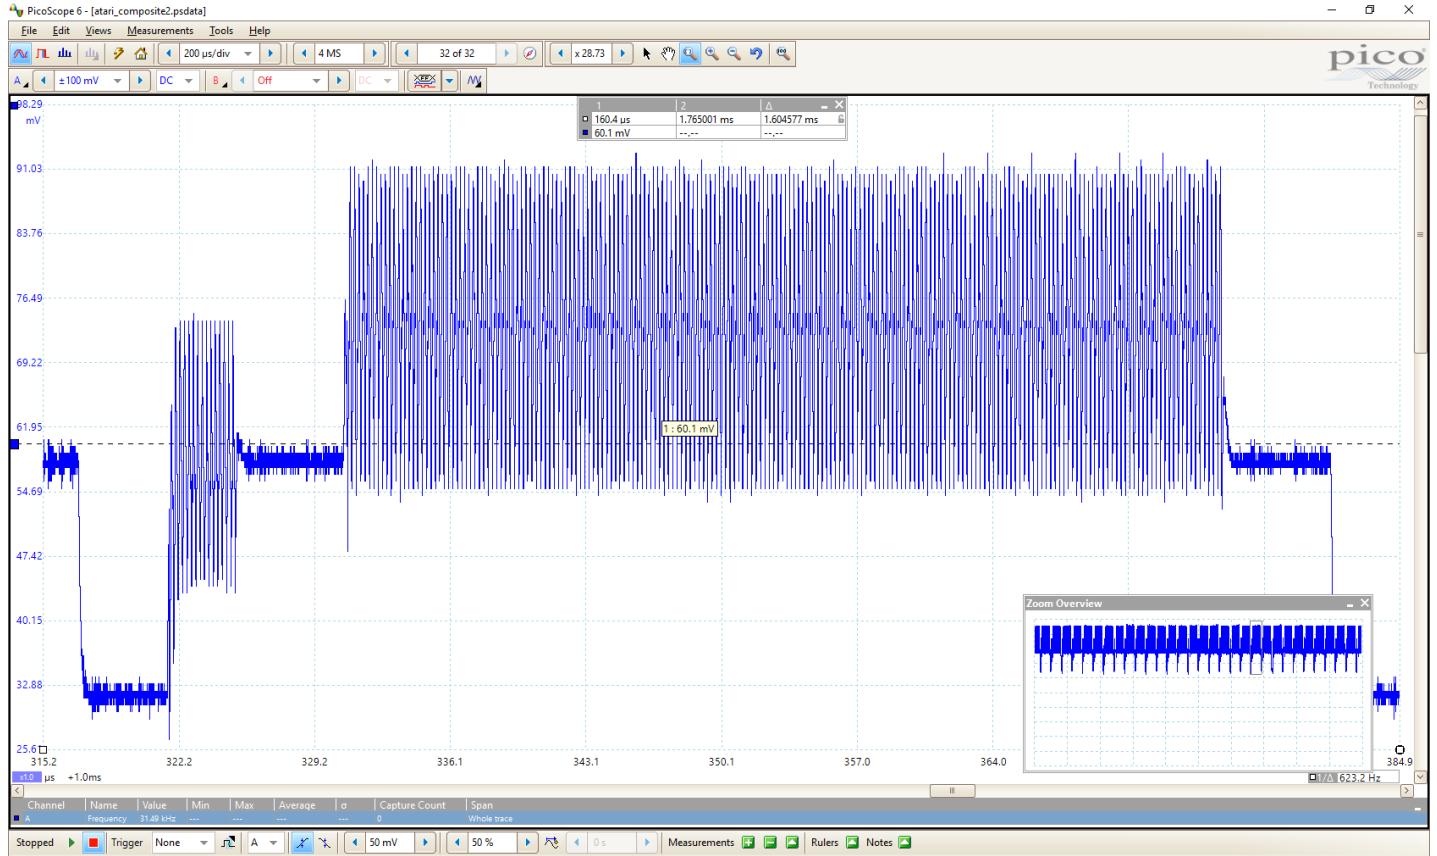 PicoScope 6 - [atari_composite2.psdata]
File Edit Views Measurements Tools Help
200 µs/div 4 MS 32 of 32 x 28.73
pico
Technology
A ±100 mV DC B Off DC
98.29
mV
1 2 Δ
160.4 µs 1.765001 ms 1.604577 ms
60.1 mV --.-- --.--
91.03
83.76
76.49
69.22
61.95
1 : 60.1 mV
54.69
47.42
40.15
Zoom Overview
32.88
25.61
315.2 322.2 329.2 336.1 343.1 350.1 357.0 364.0 384.9
x1.0 µs +1.0ms 1/Δ 623.2 Hz
Channel Name Value Min Max Average σ Capture Count Span
A Frequency 31.49 kHz --- --- --- --- 0 Whole trace
Stopped Trigger None A 50 mV 50 % 0 s Measurements Rulers Notes